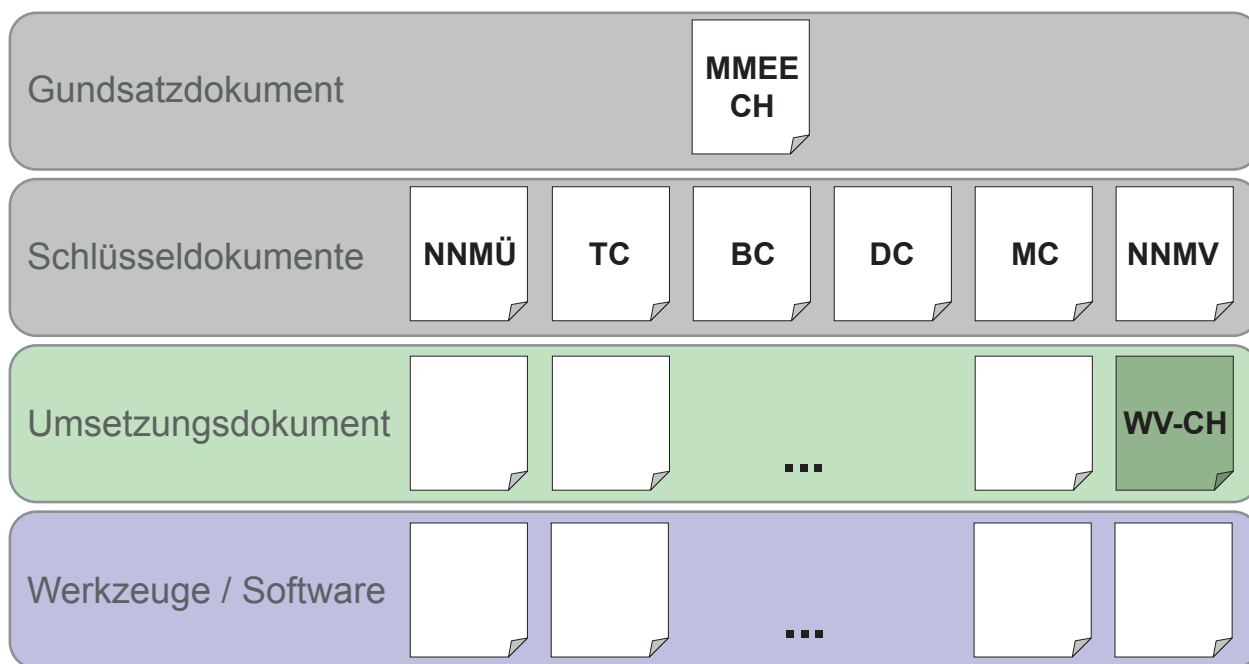 Gundsatzdokument
MMEE
CH
Schlüsseldokumente
NNMÜ
TC
BC
DC
MC
NNMV
Umsetzungsdokument
...
WV-CH
Werkzeuge / Software
...